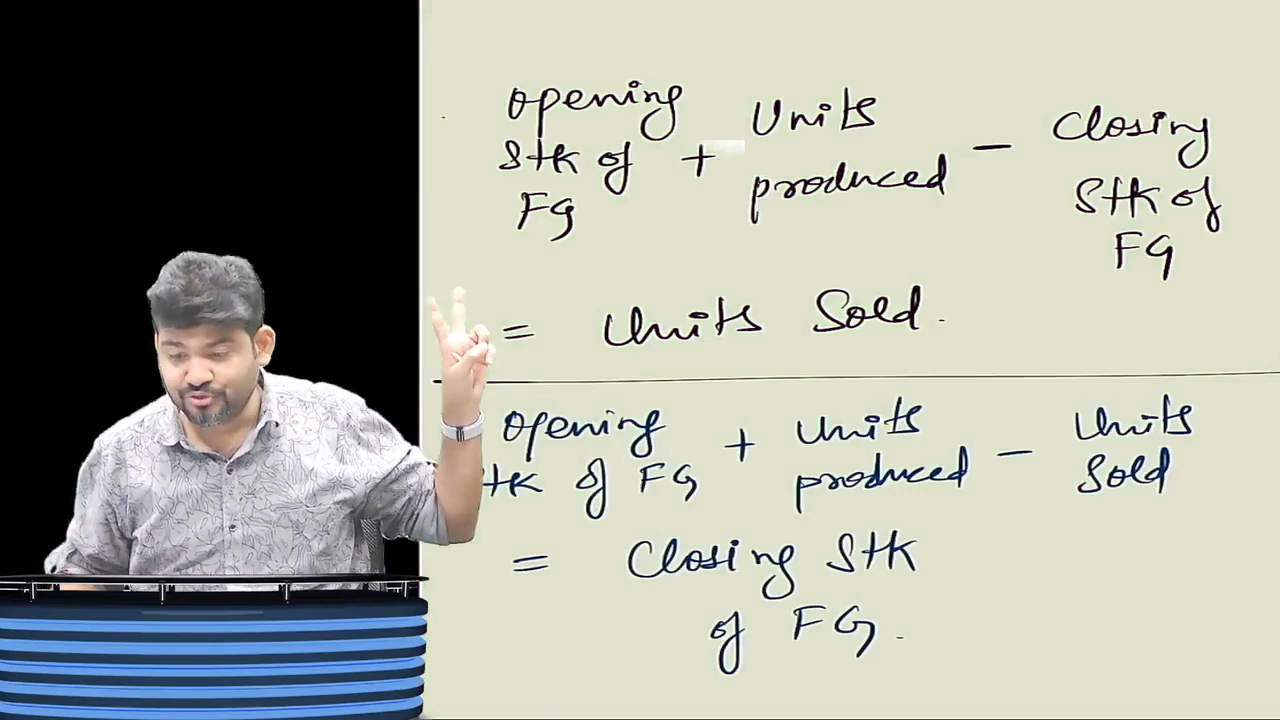 Opening Units Closing
Stk of + produced - Stk of
FG FG
= Units Sold.
Opening + Units - Units
tk of FG produced Sold
= Closing Stk
of FG.